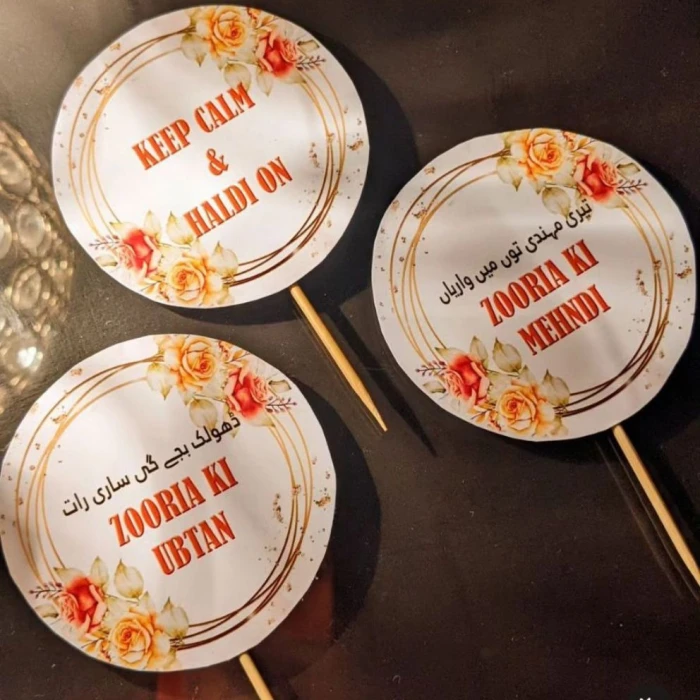 KEEP CALM
&
HALDI ON
تیری مہندی توں میں واریاں
ZOORIA KI
MEHNDI
ڈھولک بجے گی ساری رات
ZOORIA KI
UBTAN